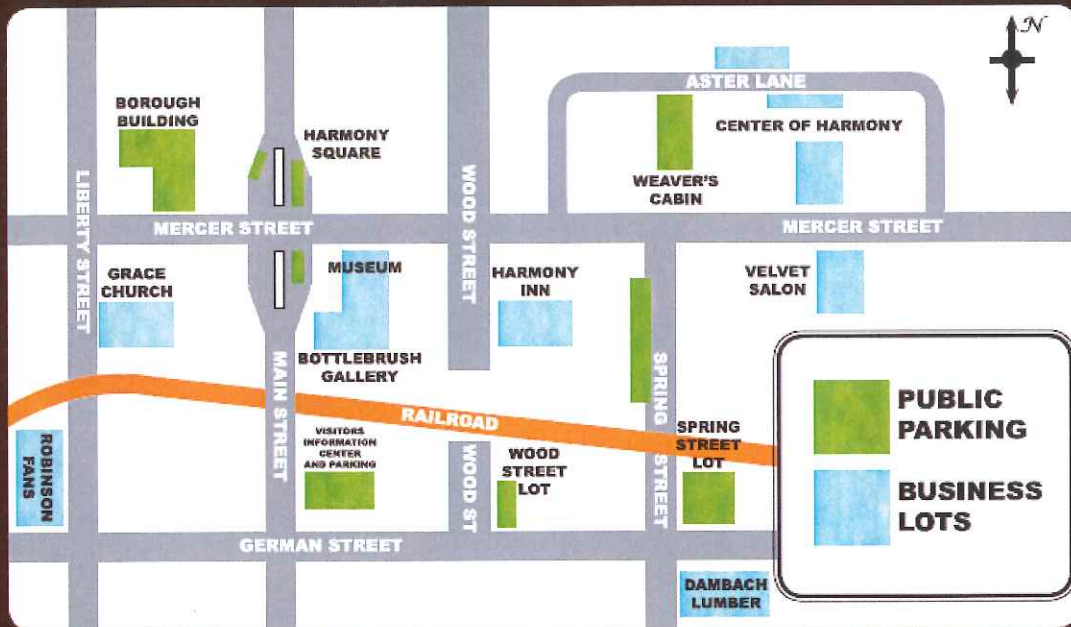 N
ASTER LANE
BOROUGH
BUILDING
HARMONY
SQUARE
CENTER OF HARMONY
WEAVER'S
CABIN
LIBERTY STREET
WOOD STREET
MERCER STREET
MERCER STREET
GRACE
CHURCH
MUSEUM
HARMONY
INN
VELVET
SALON
BOTTLEBRUSH
GALLERY
MAIN STREET
SPRING STREET
RAILROAD
PUBLIC
PARKING
BUSINESS
LOTS
ROBINSON
FANS
VISITORS
INFORMATION
CENTER
AND PARKING
WOOD ST
WOOD
STREET
LOT
SPRING
STREET
LOT
GERMAN STREET
DAMBACH
LUMBER